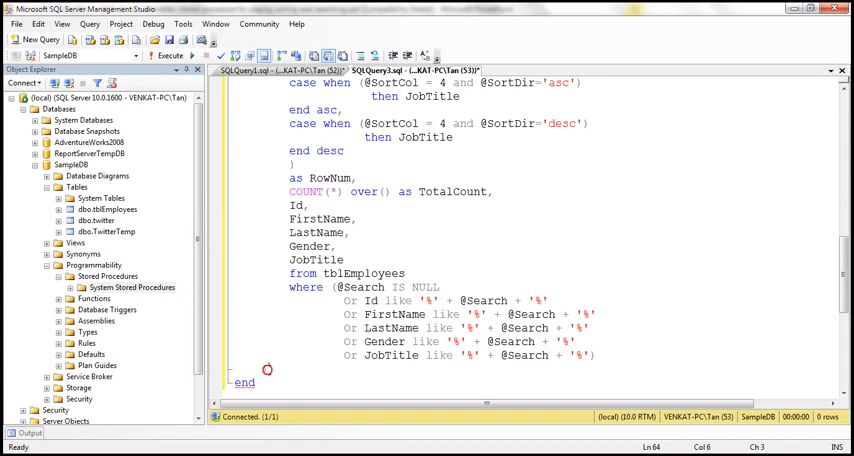 Microsoft SQL Server Management Studio
File Edit View Query Project Debug Tools Window Community Help
New Query
SampleDB Execute
Object Explorer
SQLQuery1.sql - (...KAT-PC\Tan (52))* SQLQuery3.sql - (...KAT-PC\Tan (53))*
Connect
(local) (SQL Server 10.0.1600 - VENKAT-PC\Tan)
Databases
System Databases
Database Snapshots
AdventureWorks2008
ReportServerTempDB
SampleDB
Database Diagrams
Tables
System Tables
dbo.tblEmployees
dbo.twitter
dbo.TwitterTemp
Views
Synonyms
Programmability
Stored Procedures
System Stored Procedures
Functions
Database Triggers
Assemblies
Types
Rules
Defaults
Plan Guides
Service Broker
Storage
Security
Security
Server Objects
case when (@SortCol = 4 and @SortDir='asc')
then JobTitle
end asc,
case when (@SortCol = 4 and @SortDir='desc')
then JobTitle
end desc
)
as RowNum,
COUNT(*) over() as TotalCount,
Id,
FirstName,
LastName,
Gender,
JobTitle
from tblEmployees
where (@Search IS NULL
Or Id like '%' + @Search + '%'
Or FirstName like '%' + @Search + '%'
Or LastName like '%' + @Search + '%'
Or Gender like '%' + @Search + '%'
Or JobTitle like '%' + @Search + '%')
)
end
Connected. (1/1) (local) (10.0 RTM) VENKAT-PC\Tan (53) SampleDB 00:00:00 0 rows
Output
Ready Ln 64 Col 6 Ch 3 INS